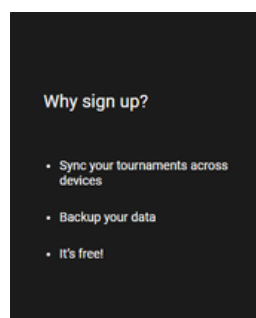 Why sign up?
• Sync your tournaments across
devices
• Backup your data
• It's free!